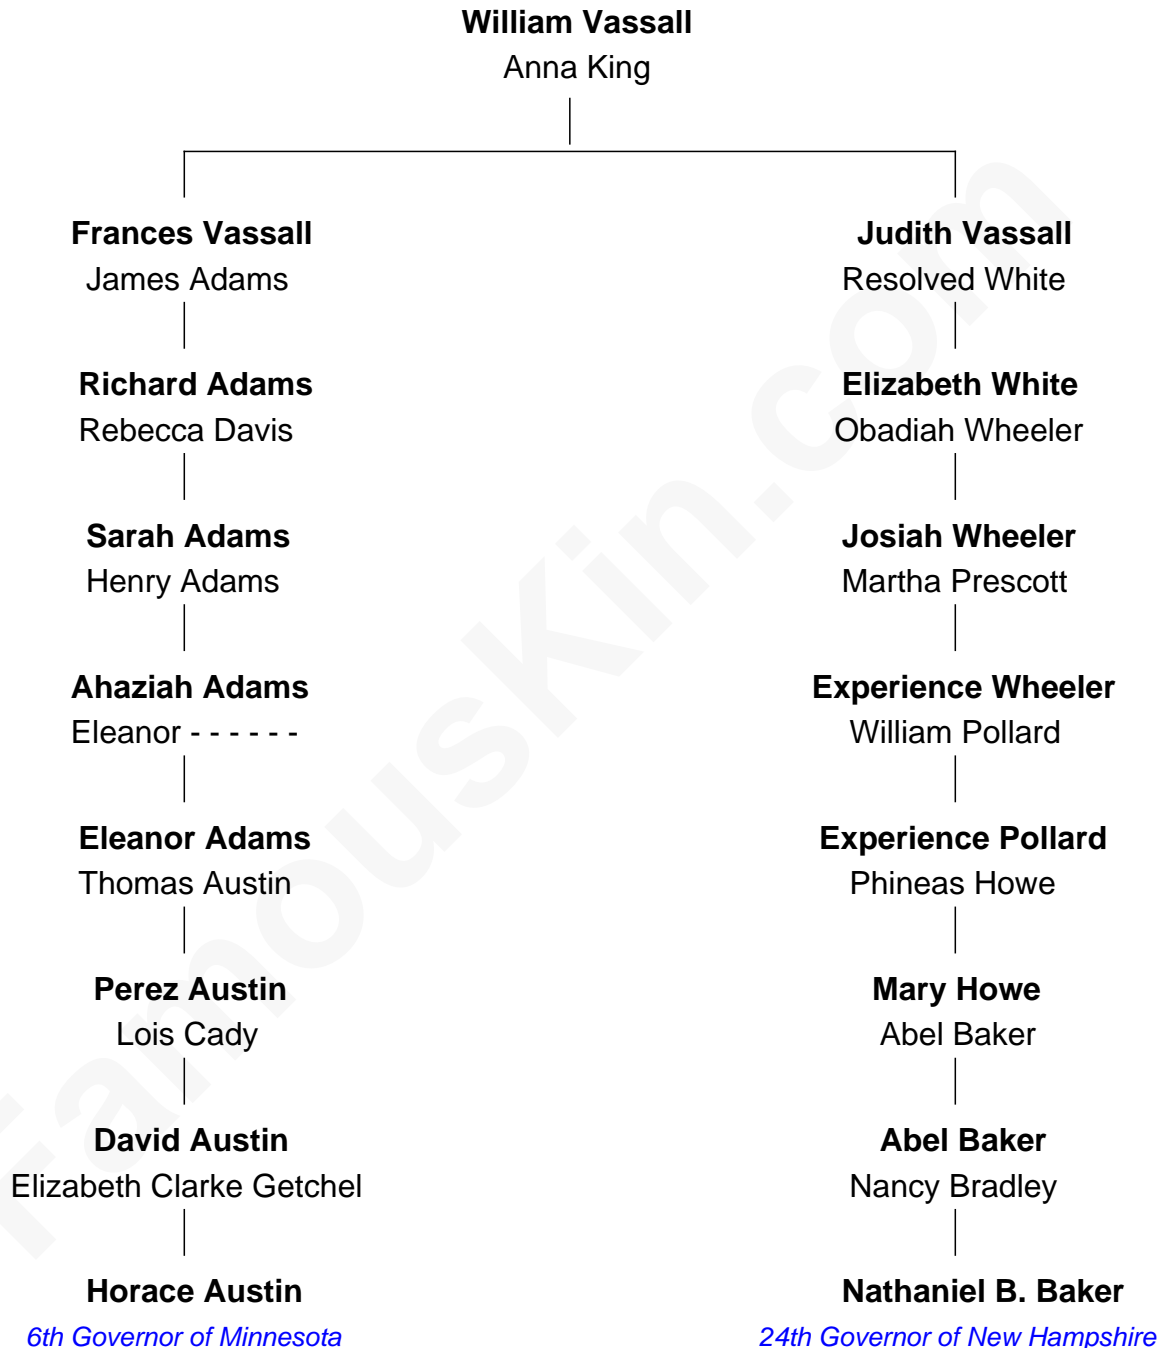 William Vassall
Anna King
Frances Vassall
James Adams
Judith Vassall
Resolved White
Richard Adams
Rebecca Davis
Elizabeth White
Obadiah Wheeler
Sarah Adams
Henry Adams
Josiah Wheeler
Martha Prescott
Ahaziah Adams
Eleanor - - - - - -
Experience Wheeler
William Pollard
Eleanor Adams
Thomas Austin
Experience Pollard
Phineas Howe
Perez Austin
Lois Cady
Mary Howe
Abel Baker
David Austin
Elizabeth Clarke Getchel
Abel Baker
Nancy Bradley
Horace Austin
6th Governor of Minnesota
Nathaniel B. Baker
24th Governor of New Hampshire
FamousKin.com